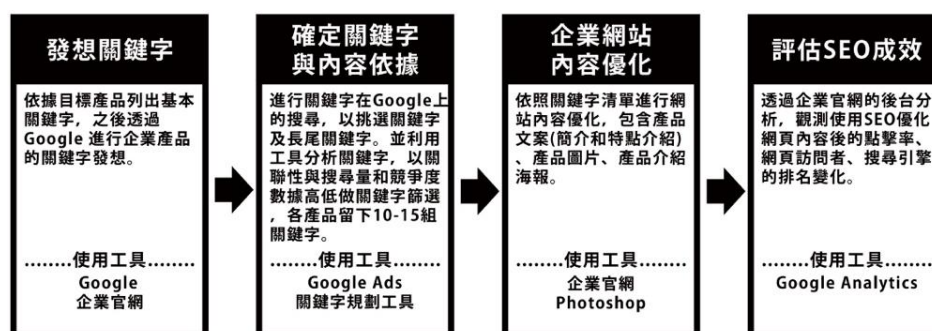 發想關鍵字
依據目標產品列出基本
關鍵字，之後透過
Google 進行企業產品
的關鍵字發想。
........使用工具........
Google
企業官網
確定關鍵字
與內容依據
進行關鍵字在Google上
的搜尋，以挑選關鍵字
及長尾關鍵字。並利用
工具分析關鍵字，以關
聯性與搜尋量和競爭度
數據高低做關鍵字篩選
，各產品留下10-15組
關鍵字。
........使用工具........
Google Ads
關鍵字規劃工具
企業網站
內容優化
依照關鍵字清單進行網
站內容優化，包含產品
文案(簡介和特點介紹)
、產品圖片、產品介紹
海報。
........使用工具........
企業官網
Photoshop
評估SEO成效
透過企業官網的後台分
析，觀測使用SEO優化
網頁內容後的點擊率、
網頁訪問者、搜尋引擎
的排名變化。
........使用工具........
Google Analytics